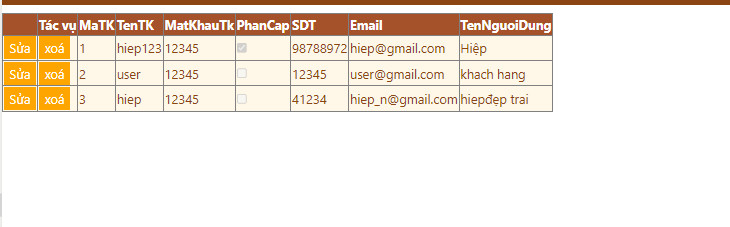 Tác vụ MaTK TenTK MatKhauTk PhanCap SDT Email TenNguoiDung
Sửa xoá 1 hiep123 12345 98788972 hiep@gmail.com Hiệp
Sửa xoá 2 user 12345 12345 user@gmail.com khach hang
Sửa xoá 3 hiep 12345 41234 hiep_n@gmail.com hiepđẹp trai